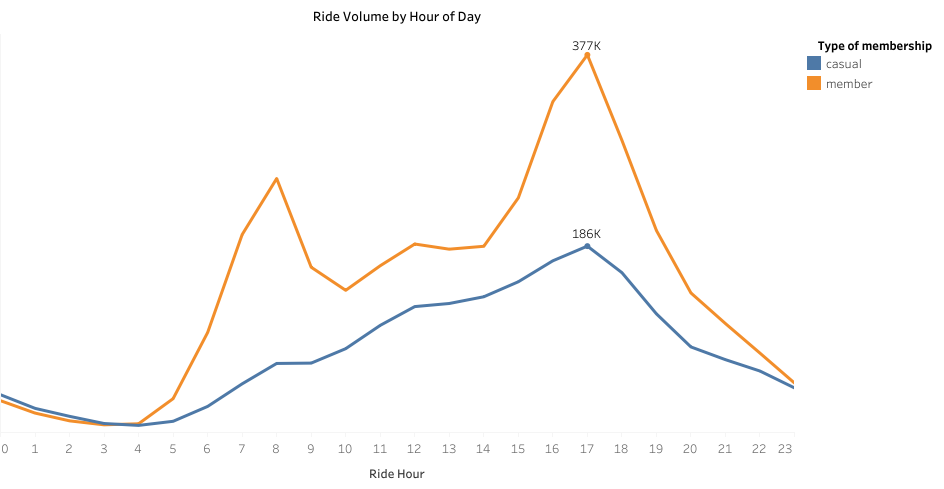 Ride Volume by Hour of Day
Type of membership
casual
member
377K
186K
0 1 2 3 4 5 6 7 8 9 10 11 12 13 14 15 16 17 18 19 20 21 22 23
Ride Hour